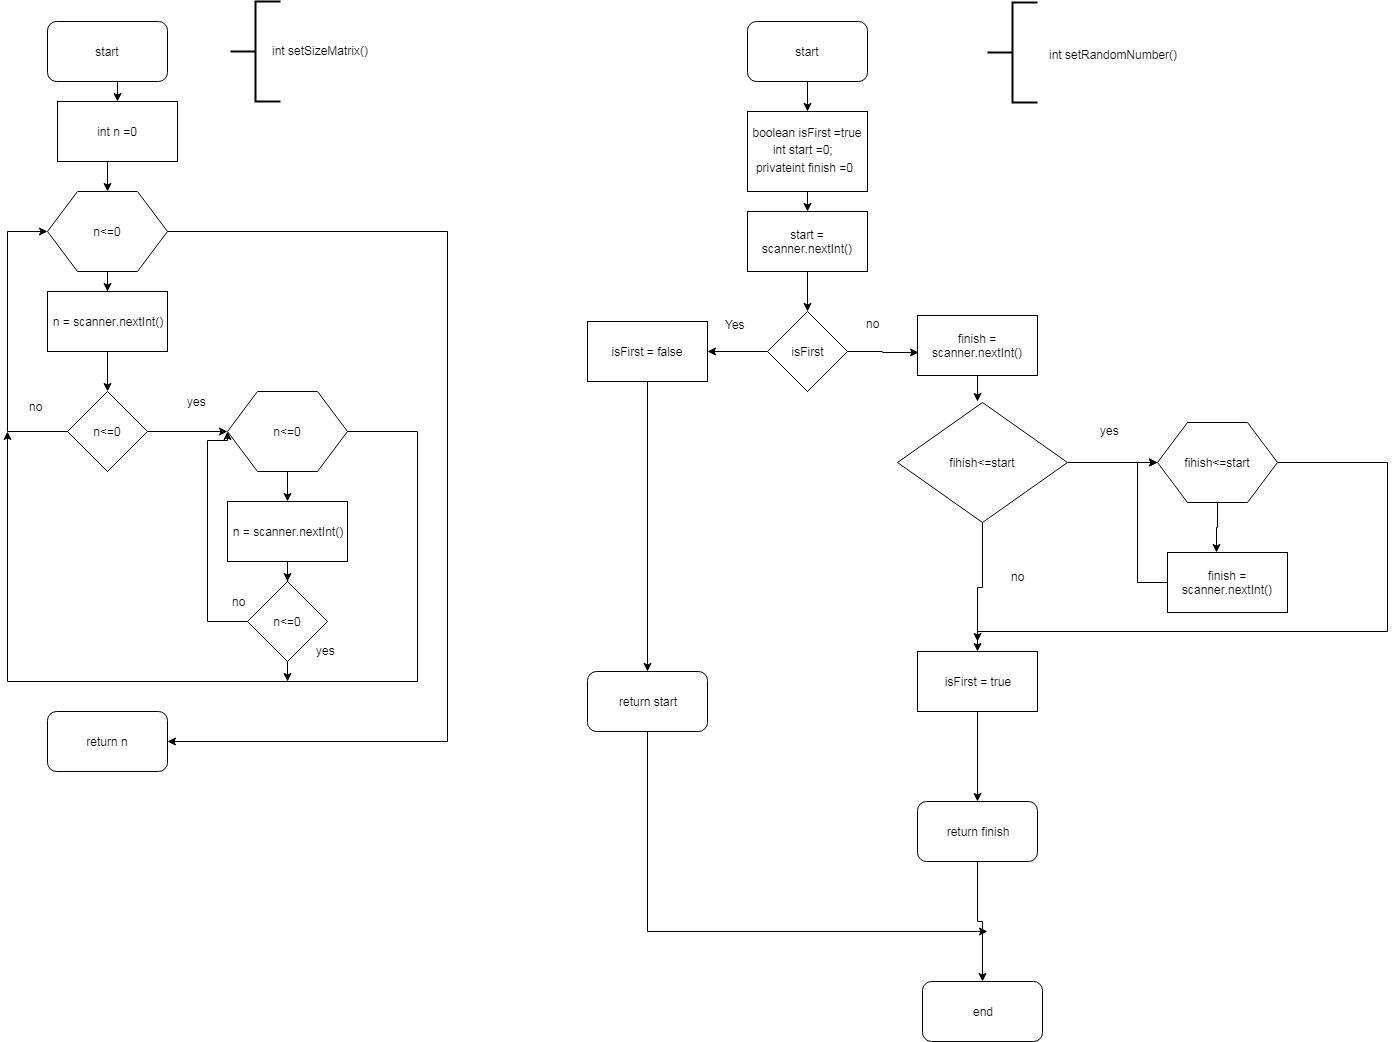 start
int setSizeMatrix()
int n =0
n<=0
n = scanner.nextInt()
no
n<=0
yes
n<=0
n = scanner.nextInt()
no
n<=0
yes
return n
start
int setRandomNumber()
boolean isFirst =true
int start =0;
privateint finish =0
start =
scanner.nextInt()
Yes
isFirst
no
isFirst = false
finish =
scanner.nextInt()
fihish<=start
yes
fihish<=start
finish =
scanner.nextInt()
no
isFirst = true
return start
return finish
end